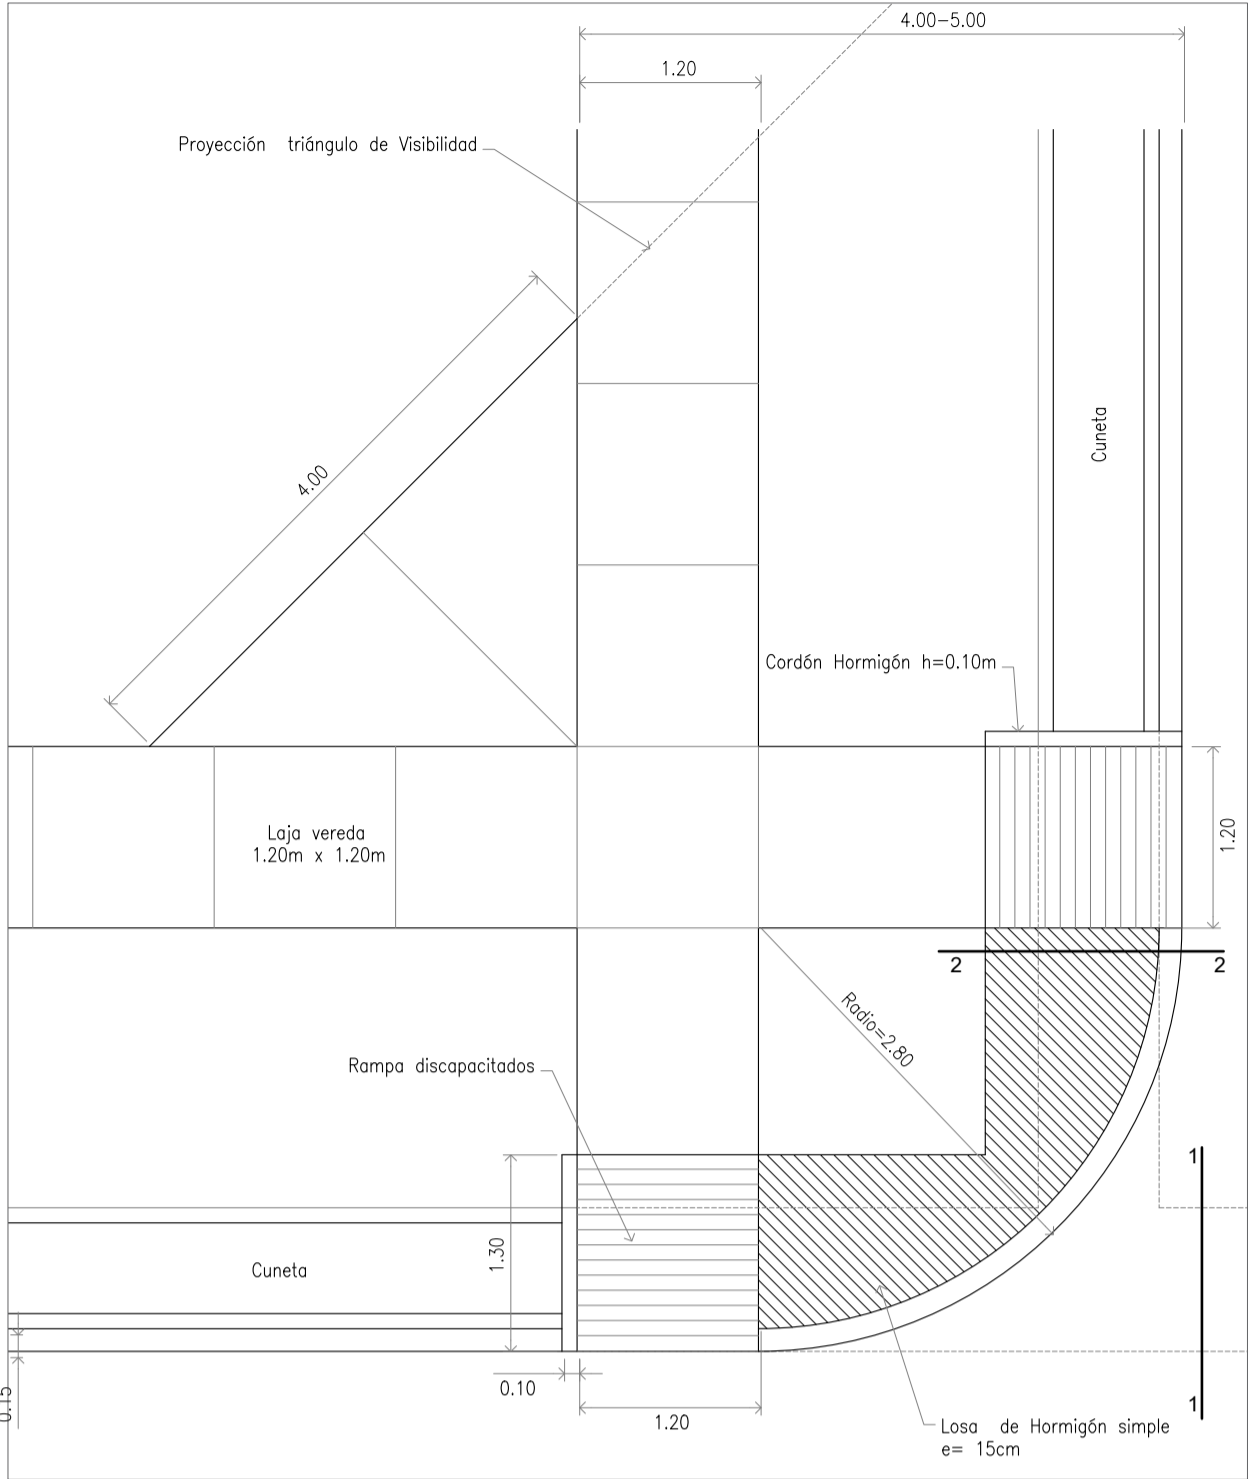 4.00-5.00
1.20
Proyección triángulo de Visibilidad
4.00
Cuneta
Cordón Hormigón h=0.10m
Laja vereda
1.20m x 1.20m
1.20
2
2
Radio=2.80
Rampa discapacitados
1
1.30
Cuneta
0.10
0.15
1.20
1
Losa de Hormigón simple
e= 15cm